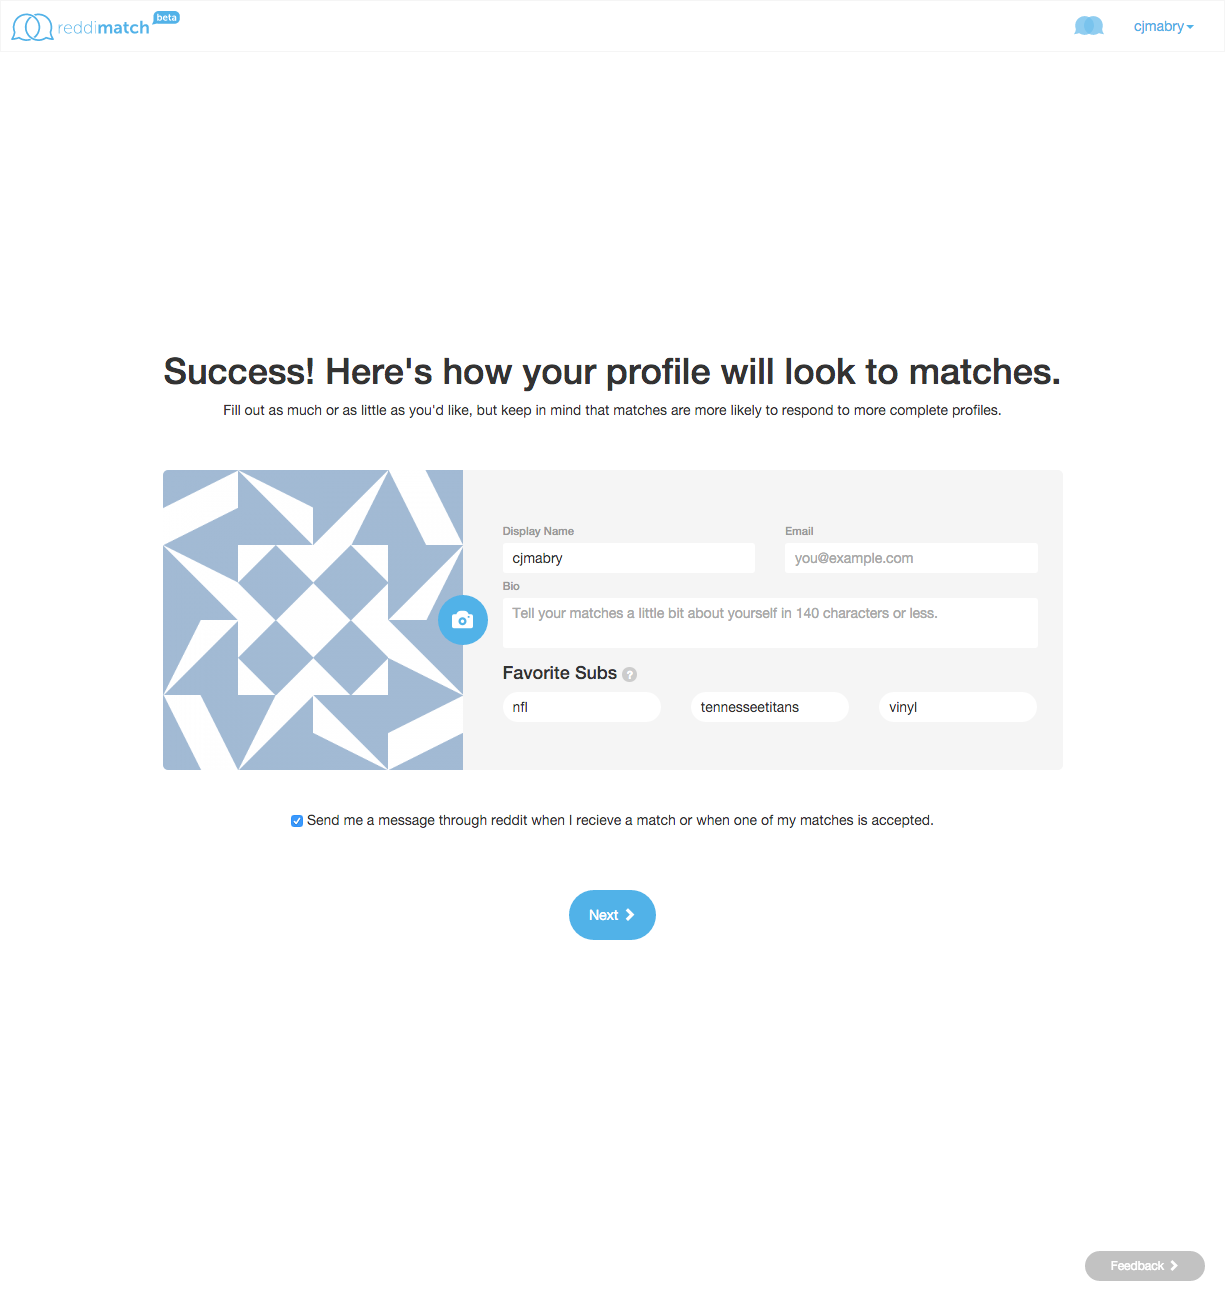 reddimatch beta
cjmabry
Success! Here's how your profile will look to matches.
Fill out as much or as little as you'd like, but keep in mind that matches are more likely to respond to more complete profiles.
Display Name
Email
cjmabry
you@example.com
Bio
Tell your matches a little bit about yourself in 140 characters or less.
Favorite Subs ?
nfl
tennesseetitans
vinyl
Send me a message through reddit when I recieve a match or when one of my matches is accepted.
Next
Feedback